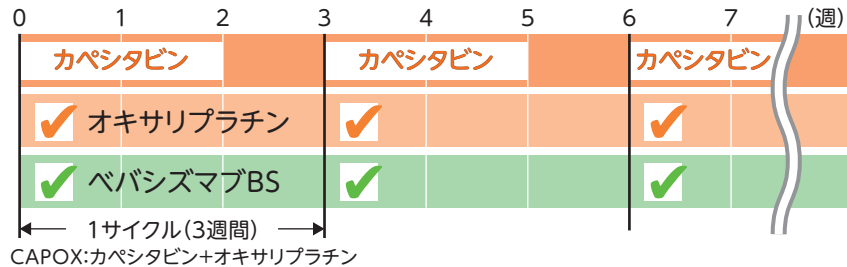 0 1 2 3 4 5 6 7 (週)
カペシタビン カペシタビン カペシタビン
オキサリプラチン
ベバシズマブBS
1サイクル(3週間)
CAPOX:カペシタビン+オキサリプラチン